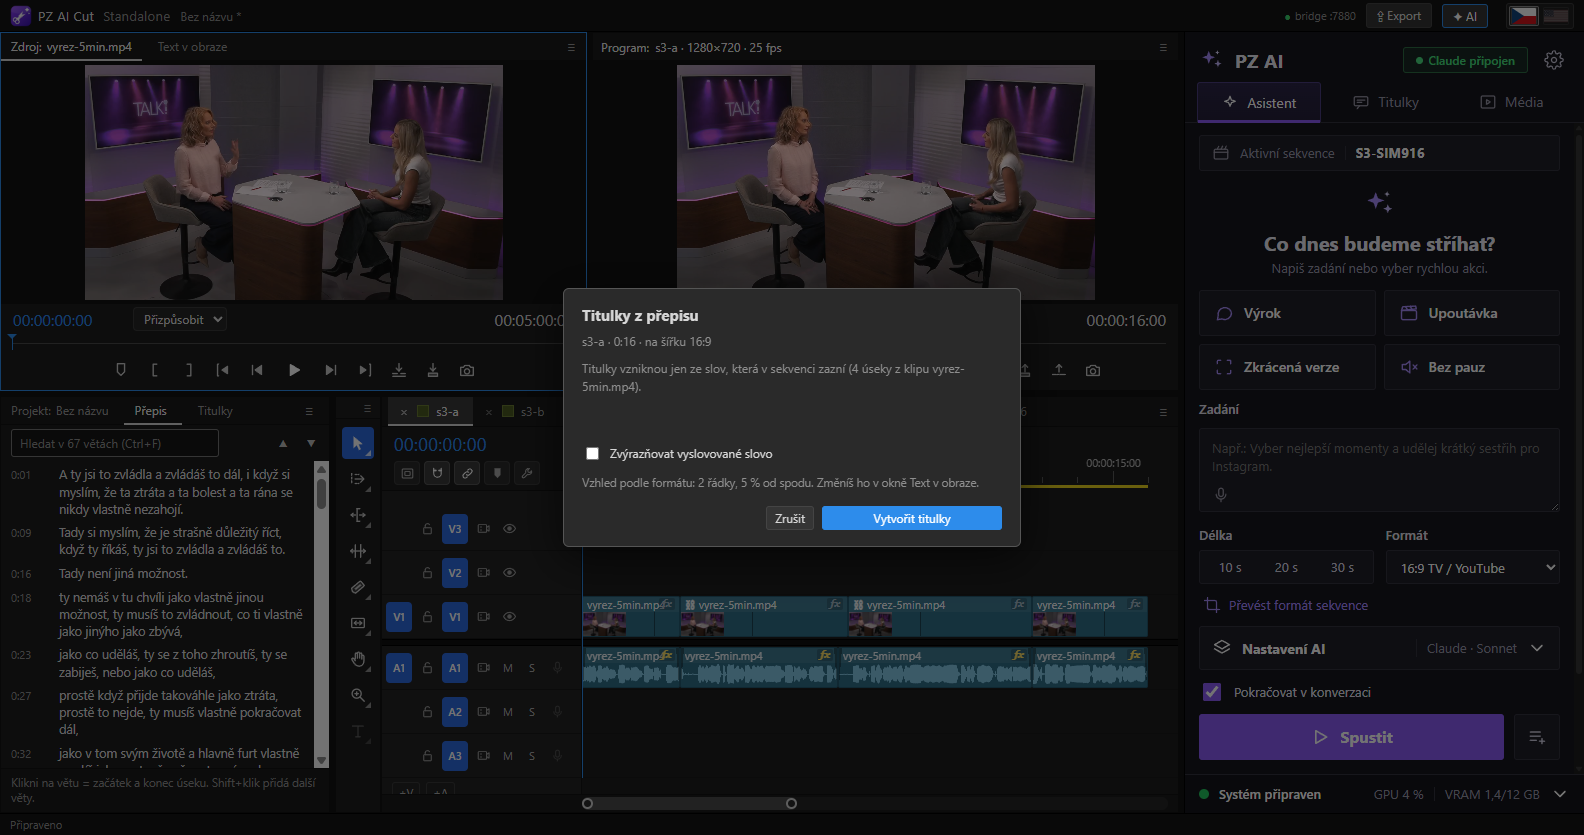 PZ AI Cut Standalone Bez názvu *
bridge :7880
Export
AI
Zdroj: vyrez-5min.mp4
Text v obraze
Program: s3-a · 1280×720 · 25 fps
TALK?
TALK?
00:00:00:00
Přizpůsobit
00:05:00:0
00:00:16:00
Projekt: Bez názvu
Přepis
Titulky
Hledat v 67 větách (Ctrl+F)
0:01
A ty jsi to zvládla a zvládáš to dál, i když si
myslím, že ta ztráta a ta bolest a ta rána se
nikdy vlastně nezahojí.
0:09
Tady si myslím, že je strašně důležitý říct,
když ty říkáš, ty jsi to zvládla a zvládáš to.
0:16
Tady není jiná možnost.
0:18
ty nemáš v tu chvíli jako vlastně jinou
možnost, ty musíš to zvládnout, co ti vlastně
jako jinýho jako zbývá,
0:23
jako co uděláš, ty se z toho zhroutíš, ty se
zabiješ, nebo jako co uděláš,
0:27
prostě když přijde takováhle jako ztráta,
prostě to nejde, ty musíš vlastně pokračovat
dál,
0:32
jako v tom svým životě a hlavně furt vlastně
Klikni na větu = začátek a konec úseku. Shift+klik přidá další
věty.
Připraveno
s3-a
s3-b
6
00:00:00:00
00:00:15:00
V3
V2
V1
V1
A1
A1
M
S
A2
M
S
A3
M
S
+V
+A
vyrez-5min.mp4 fx
vyrez-5min.mp4 fx
vyrez-5min.mp4 fx
vyrez-5min.mp4 fx
vyrez-5min.mp4 fx
vyrez-5min.mp4 fx
vyrez-5min.mp4 fx
vyrez-5min.mp4 fx
Titulky z přepisu
s3-a · 0:16 · na šířku 16:9
Titulky vzniknou jen ze slov, která v sekvenci zazní (4 úseky z klipu vyrez-
5min.mp4).
Zvýrazňovat vyslovované slovo
Vzhled podle formátu: 2 řádky, 5 % od spodu. Změníš ho v okně Text v obraze.
Zrušit
Vytvořit titulky
PZ AI
Claude připojen
Asistent
Titulky
Média
Aktivní sekvence
S3-SIM916
Co dnes budeme stříhat?
Napiš zadání nebo vyber rychlou akci.
Výrok
Upoutávka
Zkrácená verze
Bez pauz
Zadání
Např.: Vyber nejlepší momenty a udělej krátký sestřih pro
Instagram.
Délka
Formát
10 s
20 s
30 s
16:9 TV / YouTube
Převést formát sekvence
Nastavení AI
Claude · Sonnet
Pokračovat v konverzaci
Spustit
Systém připraven
GPU 4 %
VRAM 1,4/12 GB